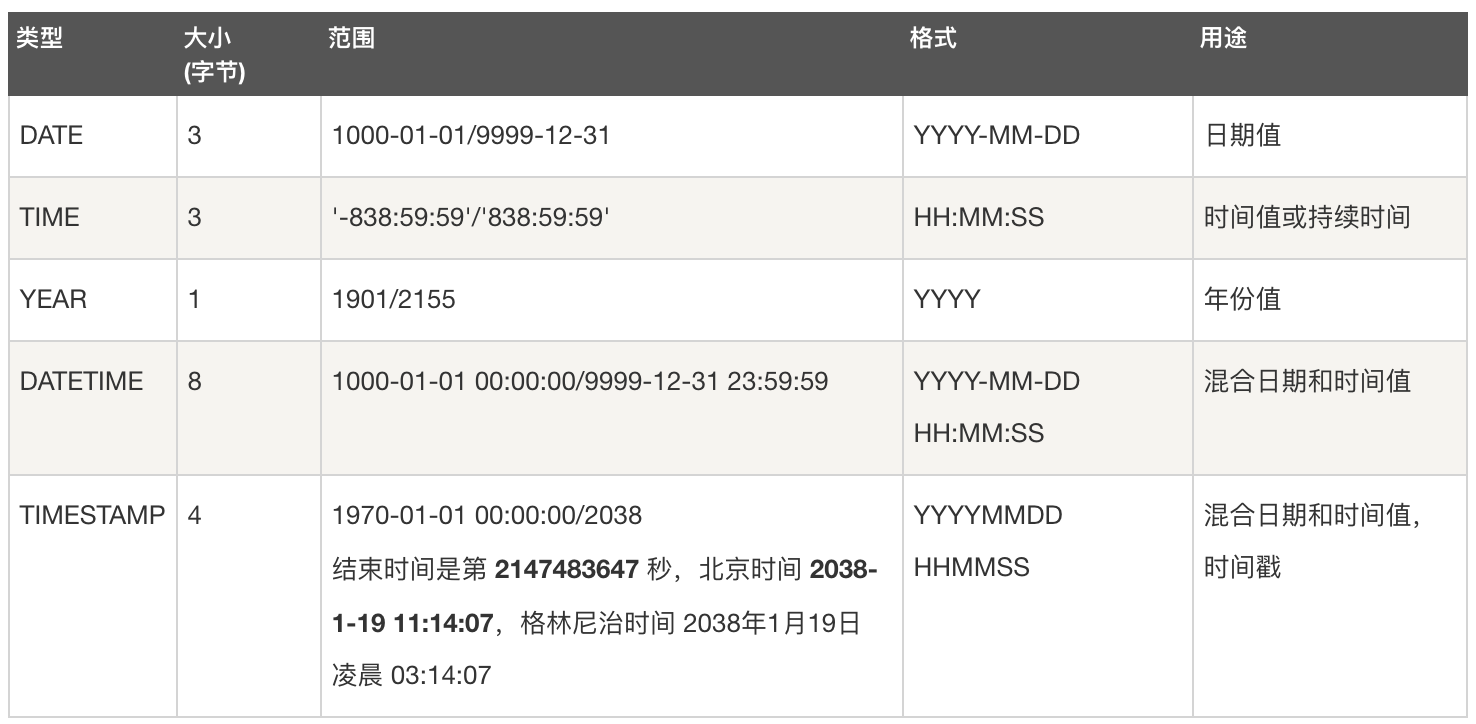 类型 大小 范围 格式 用途
(字节)
DATE 3 1000-01-01/9999-12-31 YYYY-MM-DD 日期值
TIME 3 '-838:59:59'/'838:59:59' HH:MM:SS 时间值或持续时间
YEAR 1 1901/2155 YYYY 年份值
DATETIME 8 1000-01-01 00:00:00/9999-12-31 23:59:59 YYYY-MM-DD 混合日期和时间值
HH:MM:SS
TIMESTAMP 4 1970-01-01 00:00:00/2038 YYYYMMDD 混合日期和时间值，
结束时间是第 2147483647 秒，北京时间 2038- HHMMSS 时间戳
1-19 11:14:07，格林尼治时间 2038年1月19日
凌晨 03:14:07